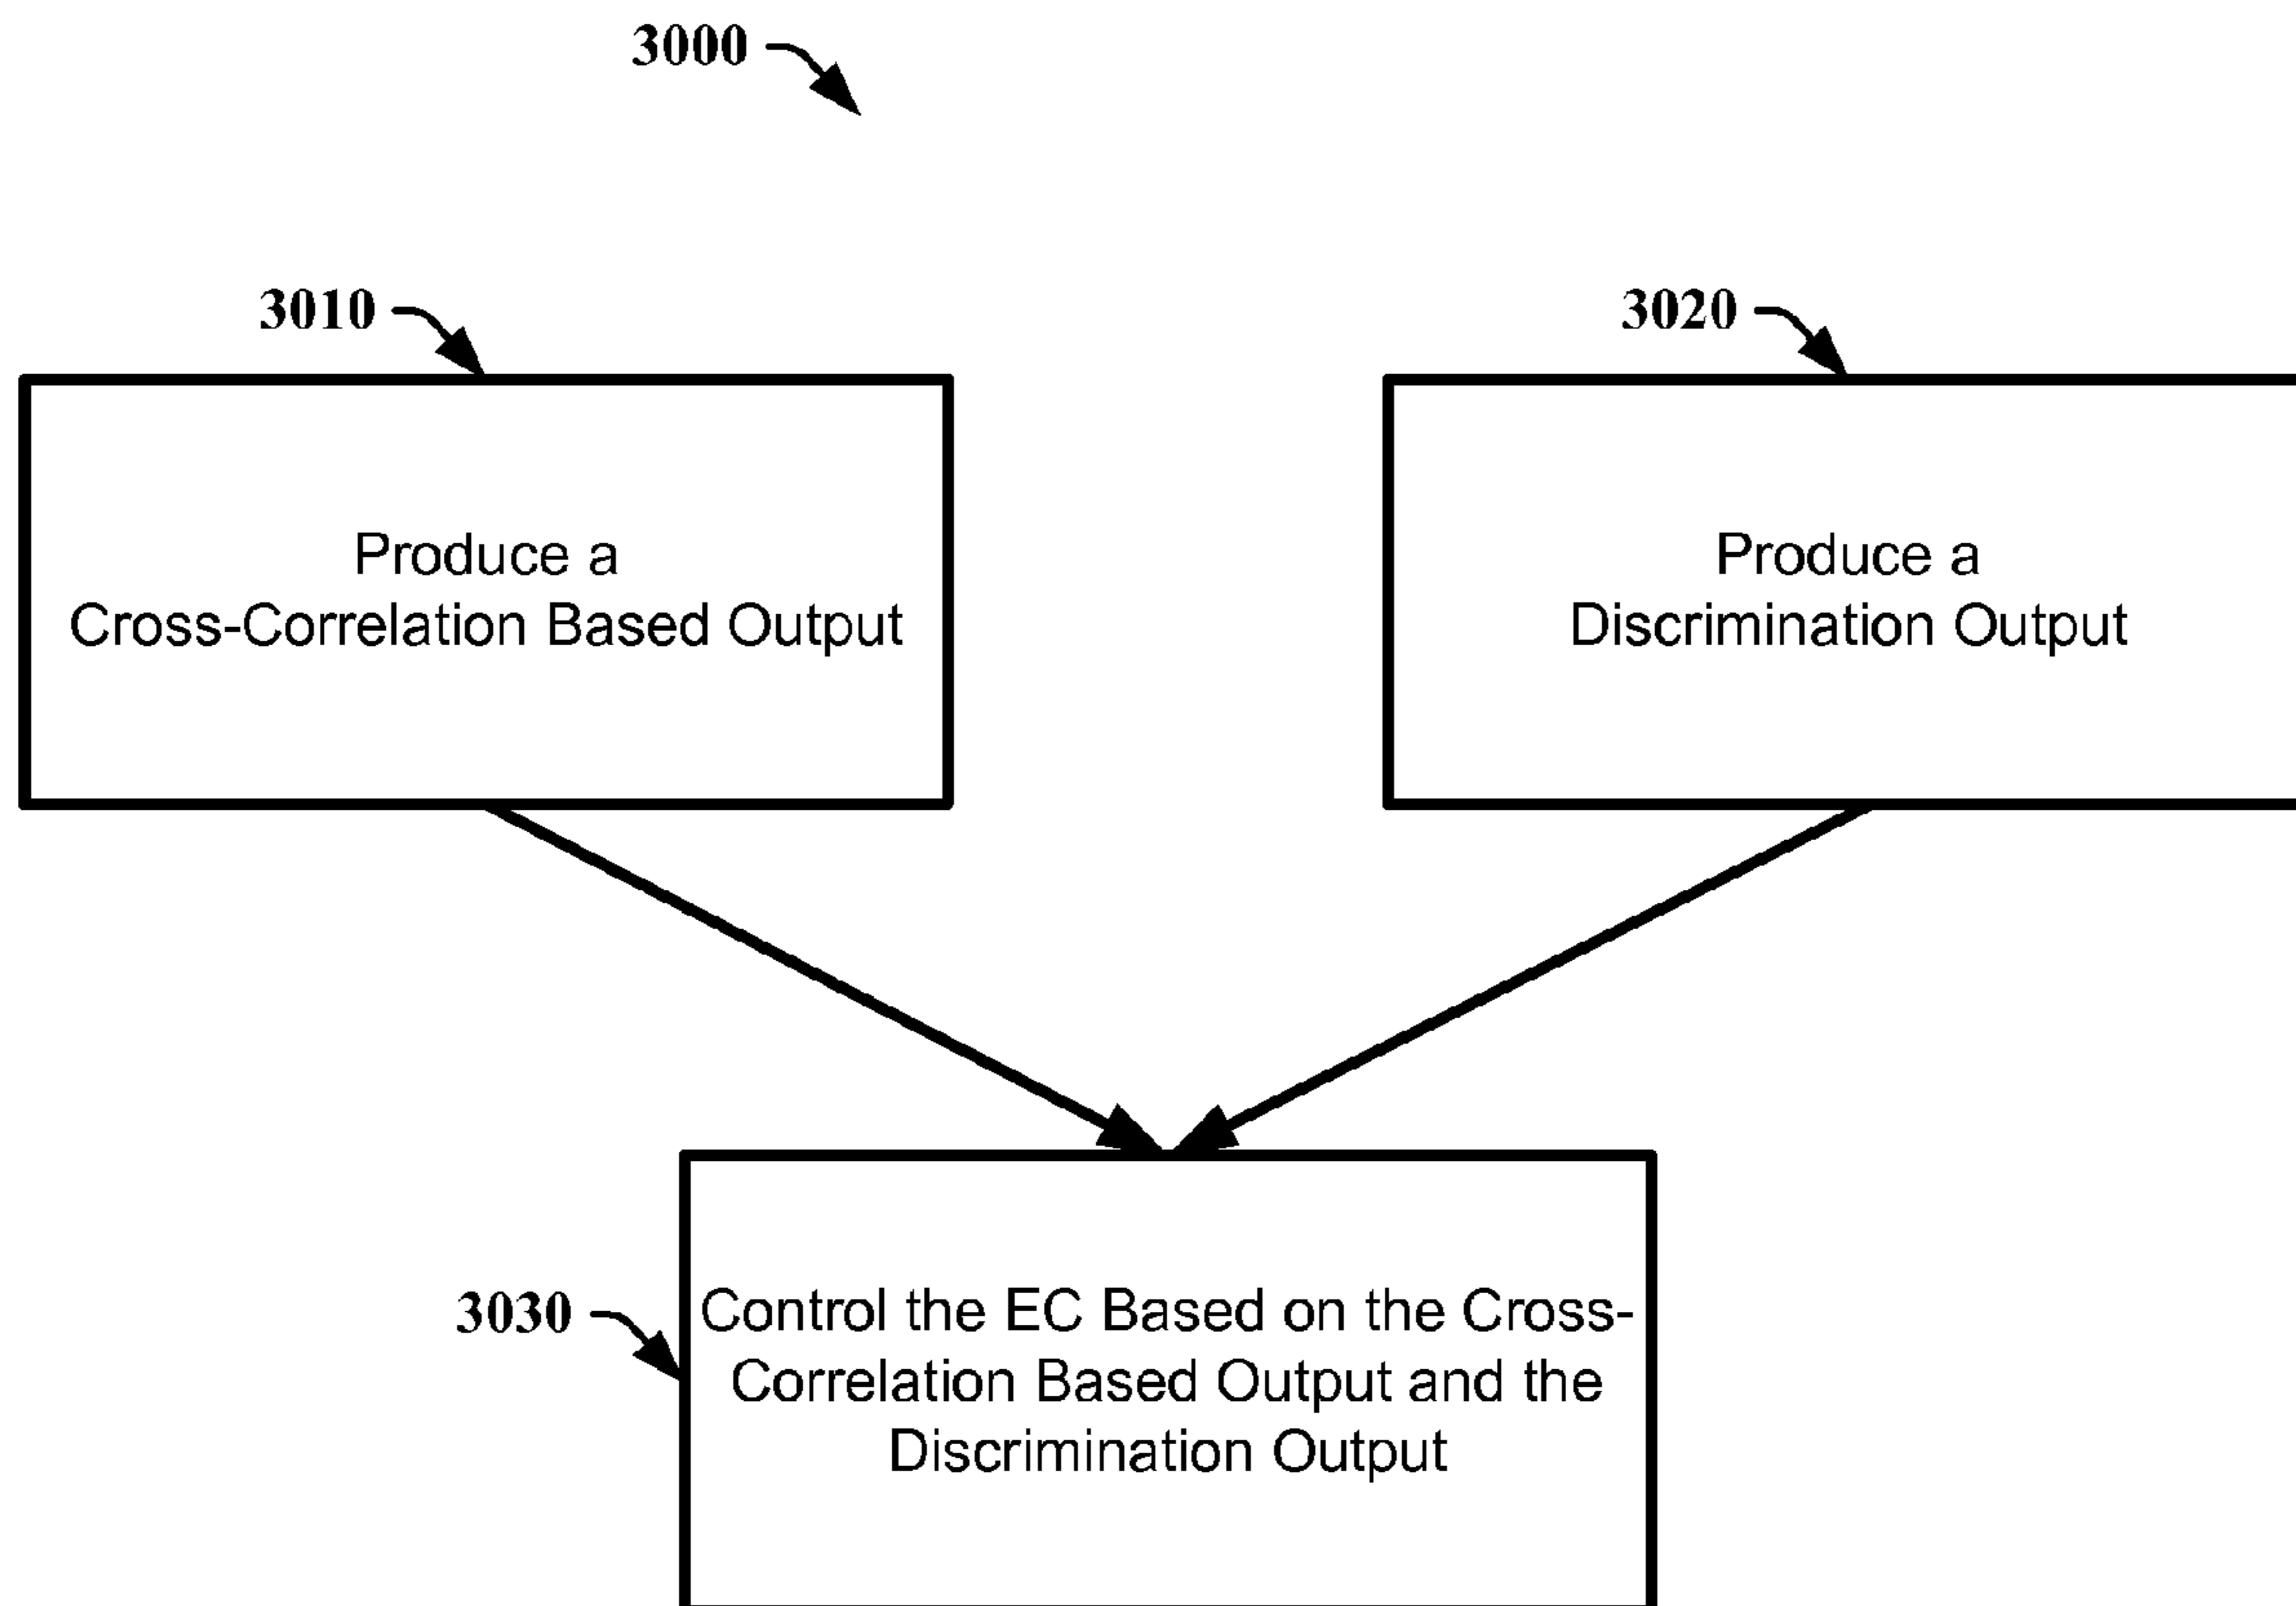 3000
3010
3020
Produce a
Cross-Correlation Based Output
Produce a
Discrimination Output
3030
Control the EC Based on the Cross-
Correlation Based Output and the
Discrimination Output